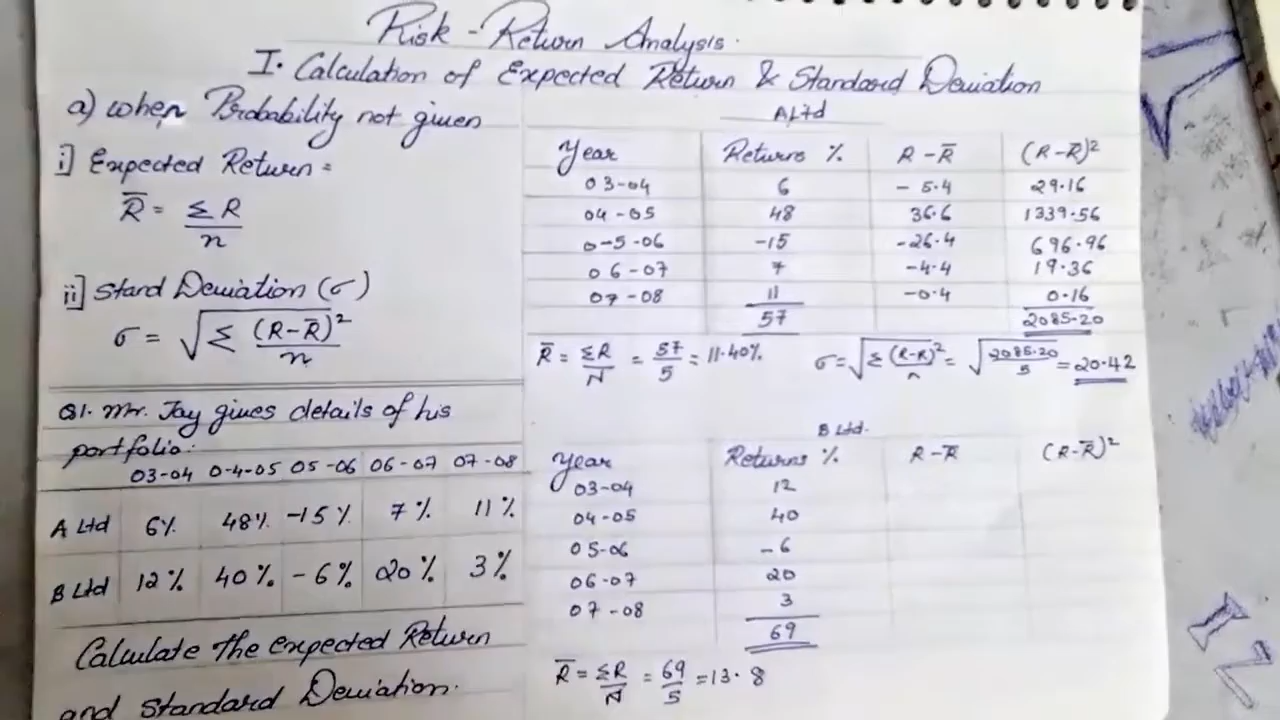 Risk - Return Analysis.
I. Calculation of Expected Return & Standard Deviation
a) when Probability not given
i] Expected Return =
R̅ = ΣR / n
ii] Stand Deviation (σ)
σ = √Σ (R-R̅)² / n
Q1. Mr. Jay gives details of his
portfolio:
03-04 0-4-05 05-06 06-07 07-08
A Ltd 6% 48% -15% 7% 11%
B Ltd 12% 40% -6% 20% 3%
Calculate the expected Return
and Standard Deviation.
A Ltd
Year Returns % R-R̅ (R-R̅)²
03-04 6 -5.4 29.16
04-05 48 36.6 1339.56
0-5-06 -15 -26.4 696.96
06-07 7 -4.4 19.36
07-08 11 -0.4 0.16
57 2085.20
R̅ = ΣR / N = 57 / 5 = 11.40% σ = √Σ (R-R)² / n = √2085.20 / 5 = 20.42
B Ltd.
Year Returns % R-R̅ (R-R̅)²
03-04 12
04-05 40
05-06 -6
06-07 20
07-08 3
69
R̅ = ΣR / N = 69 / 5 = 13.8